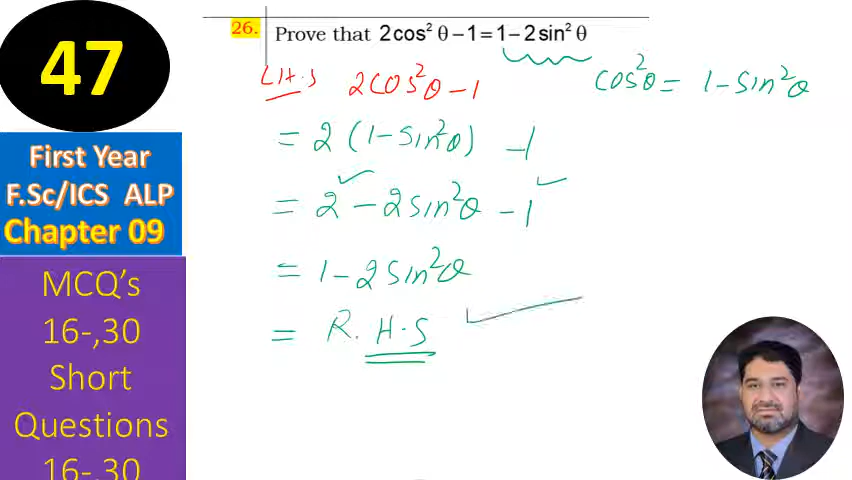 47
First Year
F.Sc/ICS ALP
Chapter 09
MCQ's
16-,30
Short
Questions
16-30
26. Prove that 2cos² θ – 1 = 1 – 2sin² θ
L.H.S 2cos²θ - 1
cos²θ = 1 - sin²θ
= 2 (1 - sin²θ) - 1
= 2 - 2sin²θ - 1
= 1 - 2sin²θ
= R.H.S